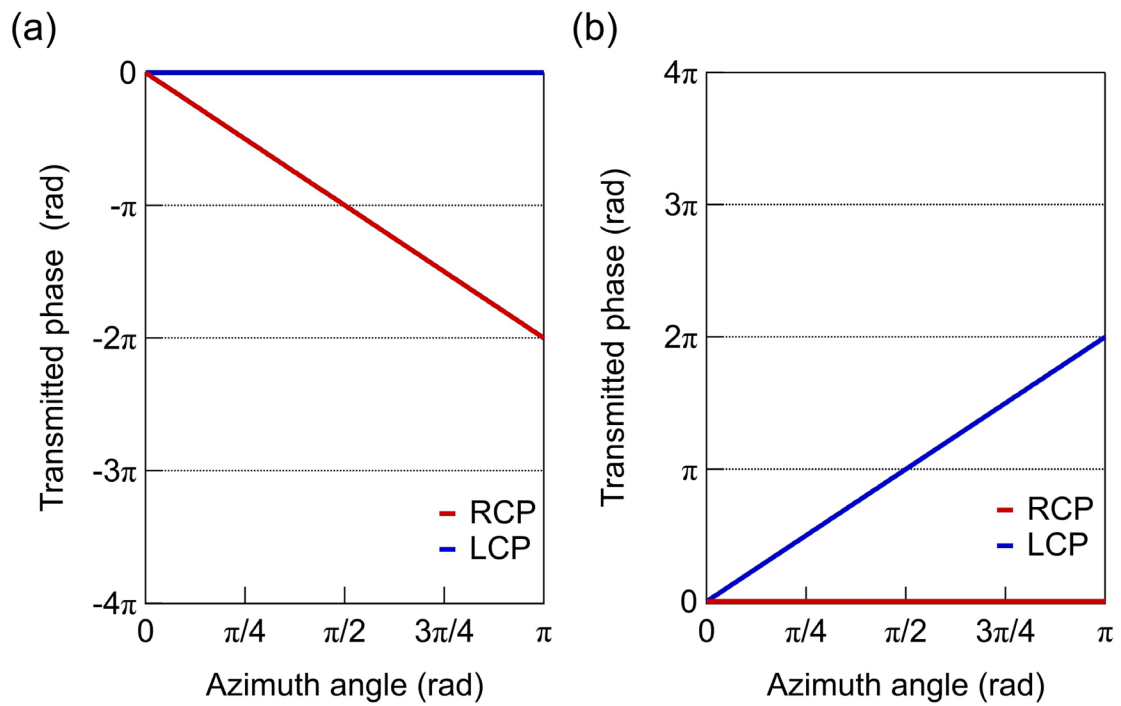 (a)
0
-π
-2π
-3π
-4π
Transmitted phase (rad)
RCP
LCP
0 π/4 π/2 3π/4 π
Azimuth angle (rad)
(b)
4π
3π
2π
π
0
Transmitted phase (rad)
RCP
LCP
0 π/4 π/2 3π/4 π
Azimuth angle (rad)